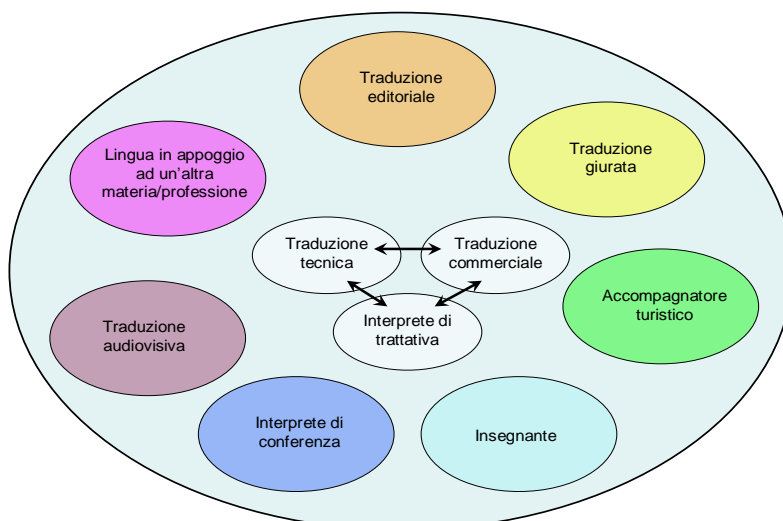 Traduzione
editoriale
Lingua in appoggio
ad un'altra
materia/professione
Traduzione
giurata
Traduzione
tecnica
Traduzione
commerciale
Accompagnatore
turistico
Traduzione
audiovisiva
Interprete di
trattativa
Interprete di
conferenza
Insegnante